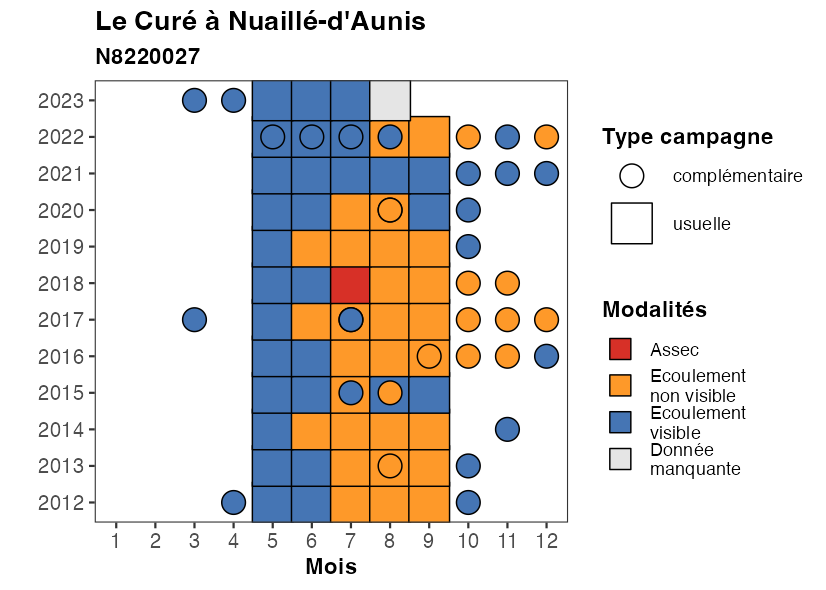 Le Curé à Nuaillé-d'Aunis
N8220027
2023
2022
2021
2020
2019
2018
2017
2016
2015
2014
2013
2012
1 2 3 4 5 6 7 8 9 10 11 12
Mois
Type campagne
complémentaire
usuelle
Modalités
Assec
Ecoulement
non visible
Ecoulement
visible
Donnée
manquante